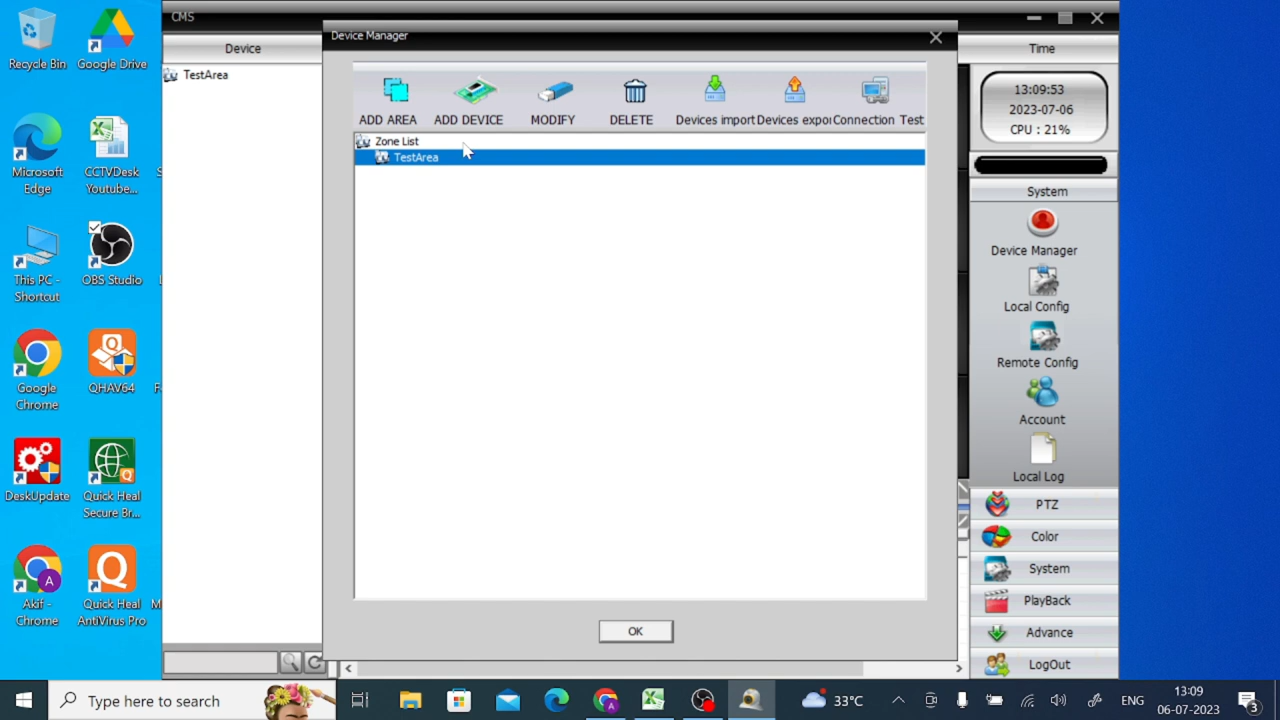 CMS
Device Manager
Device
Time
Recycle Bin
Google Drive
TestArea
ADD AREA
ADD DEVICE
MODIFY
DELETE
Devices import
Devices expo
Connection Test
Zone List
TestArea
13:09:53
2023-07-06
CPU : 21%
System
Device Manager
Local Config
Remote Config
Account
Local Log
PTZ
Color
System
PlayBack
Advance
LogOut
Microsoft
Edge
CCTVDesk
Youtube...
This PC -
Shortcut
OBS Studio
Google
Chrome
QHAV64
DeskUpdate
Quick Heal
Secure Br...
Akif -
Chrome
Quick Heal
AntiVirus Pro
OK
Type here to search
33°C
ENG
13:09
06-07-2023
3